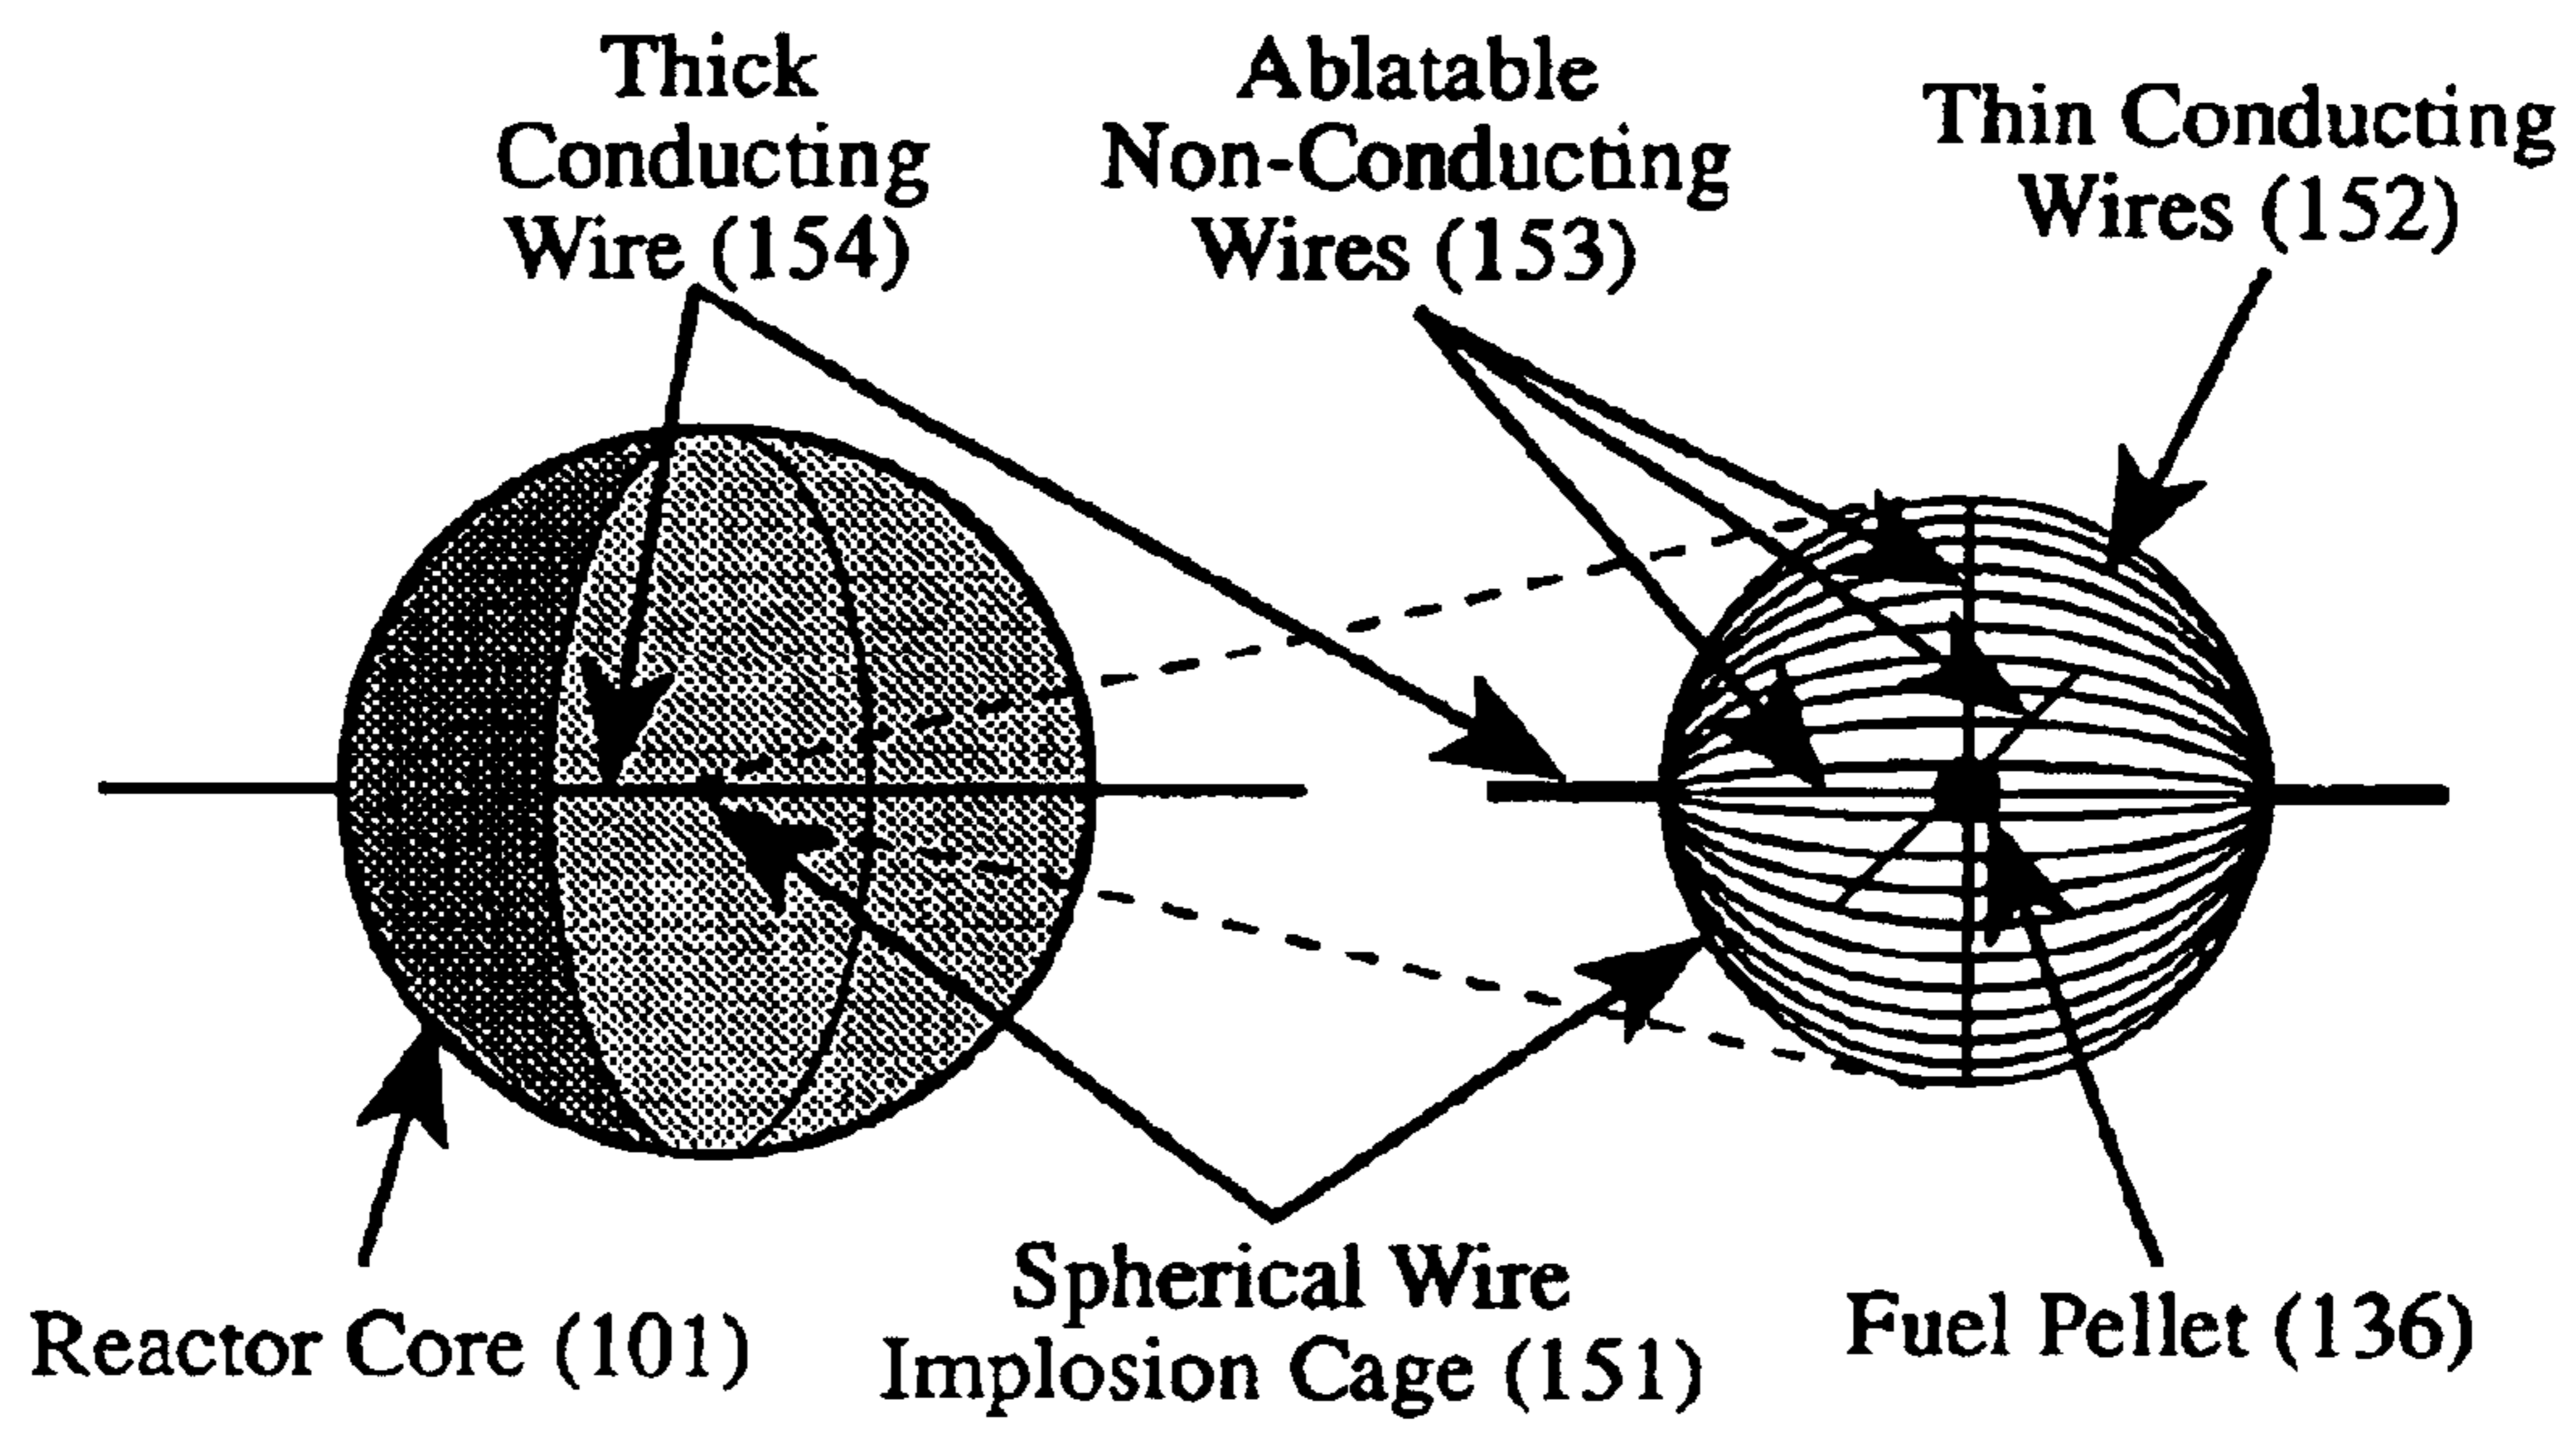 Thick
Conducting
Wire (154)
Ablatable
Non-Conducting
Wires (153)
Thin Conducting
Wires (152)
Reactor Core (101)
Spherical Wire
Implosion Cage (151)
Fuel Pellet (136)